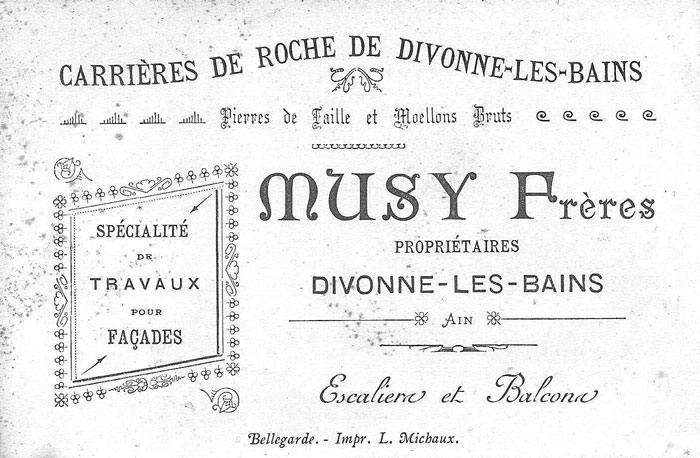 CARRIÈRES DE ROCHE DE DIVONNE-LES-BAINS
Pierres de Taille et Moellons Bruts
SPÉCIALITÉ
DE
TRAVAUX
POUR
FAÇADES
MUSY Frères
PROPRIÉTAIRES
DIVONNE-LES-BAINS
AIN
Escaliers et Balcons
Bellegarde. - Impr. L. Michaux.